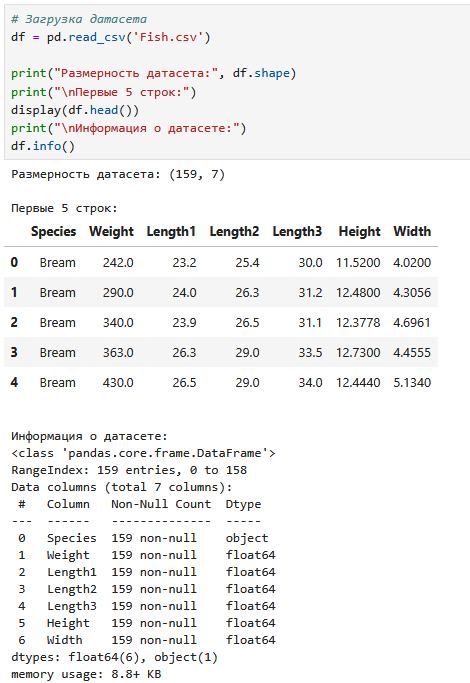 # Загрузка датасета
df = pd.read_csv('Fish.csv')
print("Размерность датасета:", df.shape)
print("\nПервые 5 строк:")
display(df.head())
print("\nИнформация о датасете:")
df.info()
Размерность датасета: (159, 7)
Первые 5 строк:
Species Weight Length1 Length2 Length3 Height Width
0 Bream 242.0 23.2 25.4 30.0 11.5200 4.0200
1 Bream 290.0 24.0 26.3 31.2 12.4800 4.3056
2 Bream 340.0 23.9 26.5 31.1 12.3778 4.6961
3 Bream 363.0 26.3 29.0 33.5 12.7300 4.4555
4 Bream 430.0 26.5 29.0 34.0 12.4440 5.1340
Информация о датасете:
<class 'pandas.core.frame.DataFrame'>
RangeIndex: 159 entries, 0 to 158
Data columns (total 7 columns):
 #   Column   Non-Null Count  Dtype
---  ------   --------------  -----
 0   Species  159 non-null    object
 1   Weight   159 non-null    float64
 2   Length1  159 non-null    float64
 3   Length2  159 non-null    float64
 4   Length3  159 non-null    float64
 5   Height   159 non-null    float64
 6   Width    159 non-null    float64
dtypes: float64(6), object(1)
memory usage: 8.8+ KB